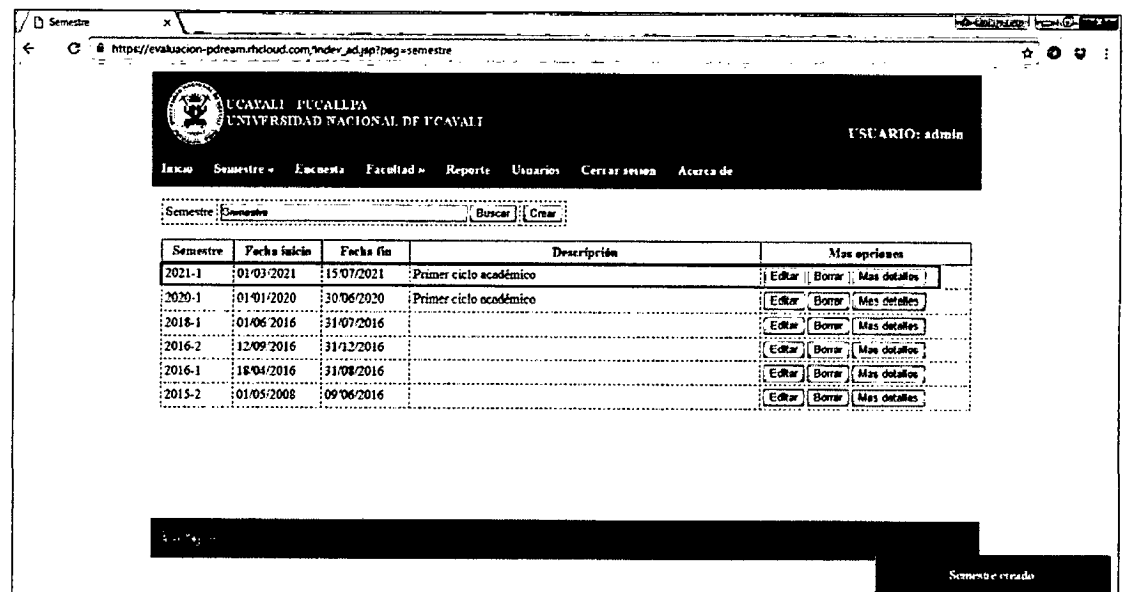 Semestre
https://evaluacion-pdream.rhcloud.com/index_ad.jsp?pag=semestre
UCAYALI PUCALLPA
UNIVERSIDAD NACIONAL DE UCAYALI
USUARIO: admin
Inicio Semestre » Encuesta Facultad » Reporte Usuarios Cerrar sesion Acerca de
Semestre Semestre Buscar Crear
Semestre Fecha inicio Fecha fin Descripción Mas opciones
2021-1 01/03/2021 15/07/2021 Primer ciclo académico Editar Borrar Mas detalles
2020-1 01/01/2020 30/06/2020 Primer ciclo académico Editar Borrar Mas detalles
2018-1 01/06/2016 31/07/2016 Editar Borrar Mas detalles
2016-2 12/09/2016 31/12/2016 Editar Borrar Mas detalles
2016-1 18/04/2016 31/08/2016 Editar Borrar Mas detalles
2015-2 01/05/2008 09/06/2016 Editar Borrar Mas detalles
Semestre creado